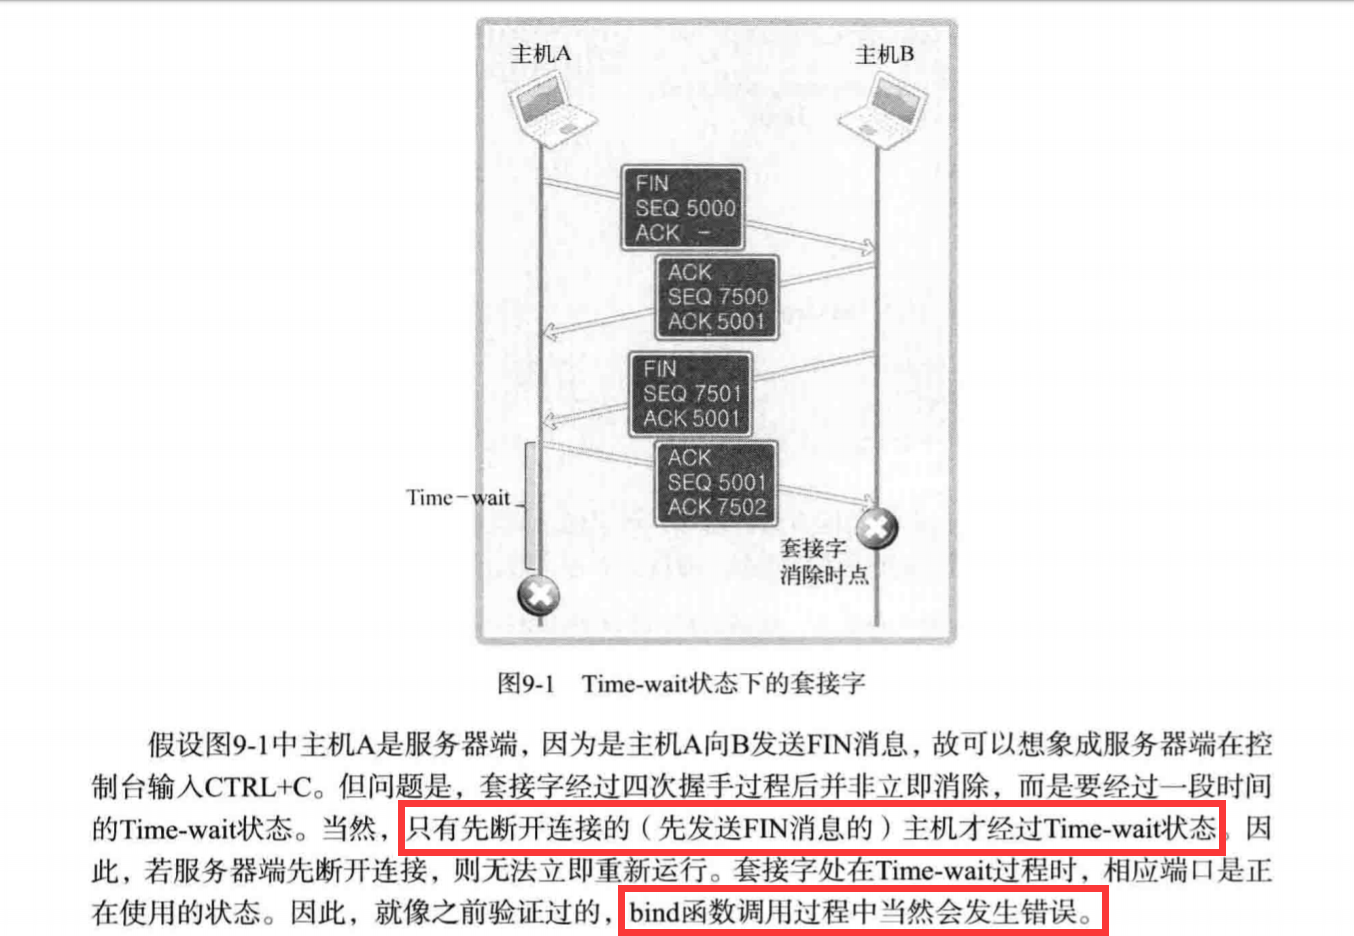 主机A
主机B
FIN
SEQ 5000
ACK －
ACK
SEQ 7500
ACK 5001
FIN
SEQ 7501
ACK 5001
ACK
SEQ 5001
ACK 7502
Time－wait
套接字
消除时点
图9-1 Time-wait状态下的套接字
假设图9-1中主机A是服务器端，因为是主机A向B发送FIN消息，故可以想象成服务器端在控
制台输入CTRL+C。但问题是，套接字经过四次握手过程后并非立即消除，而是要经过一段时间
的Time-wait状态。当然，只有先断开连接的（先发送FIN消息的）主机才经过Time-wait状态。因
此，若服务器端先断开连接，则无法立即重新运行。套接字处在Time-wait过程时，相应端口是正
在使用的状态。因此，就像之前验证过的，bind函数调用过程中当然会发生错误。